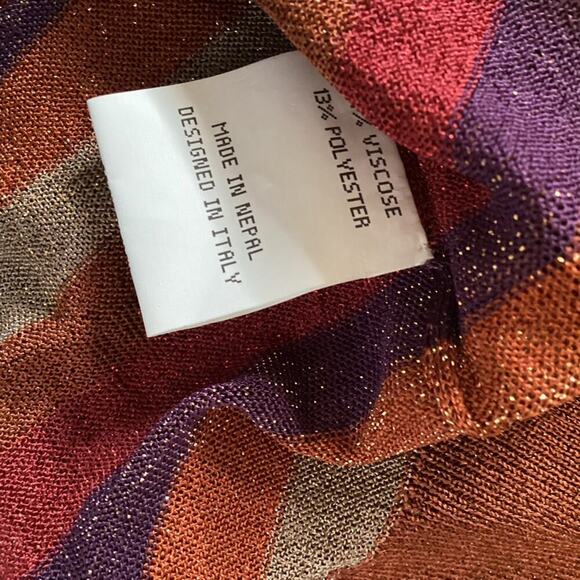 % VISCOSE
13% POLYESTER
MADE IN NEPAL
DESIGNED IN ITALY